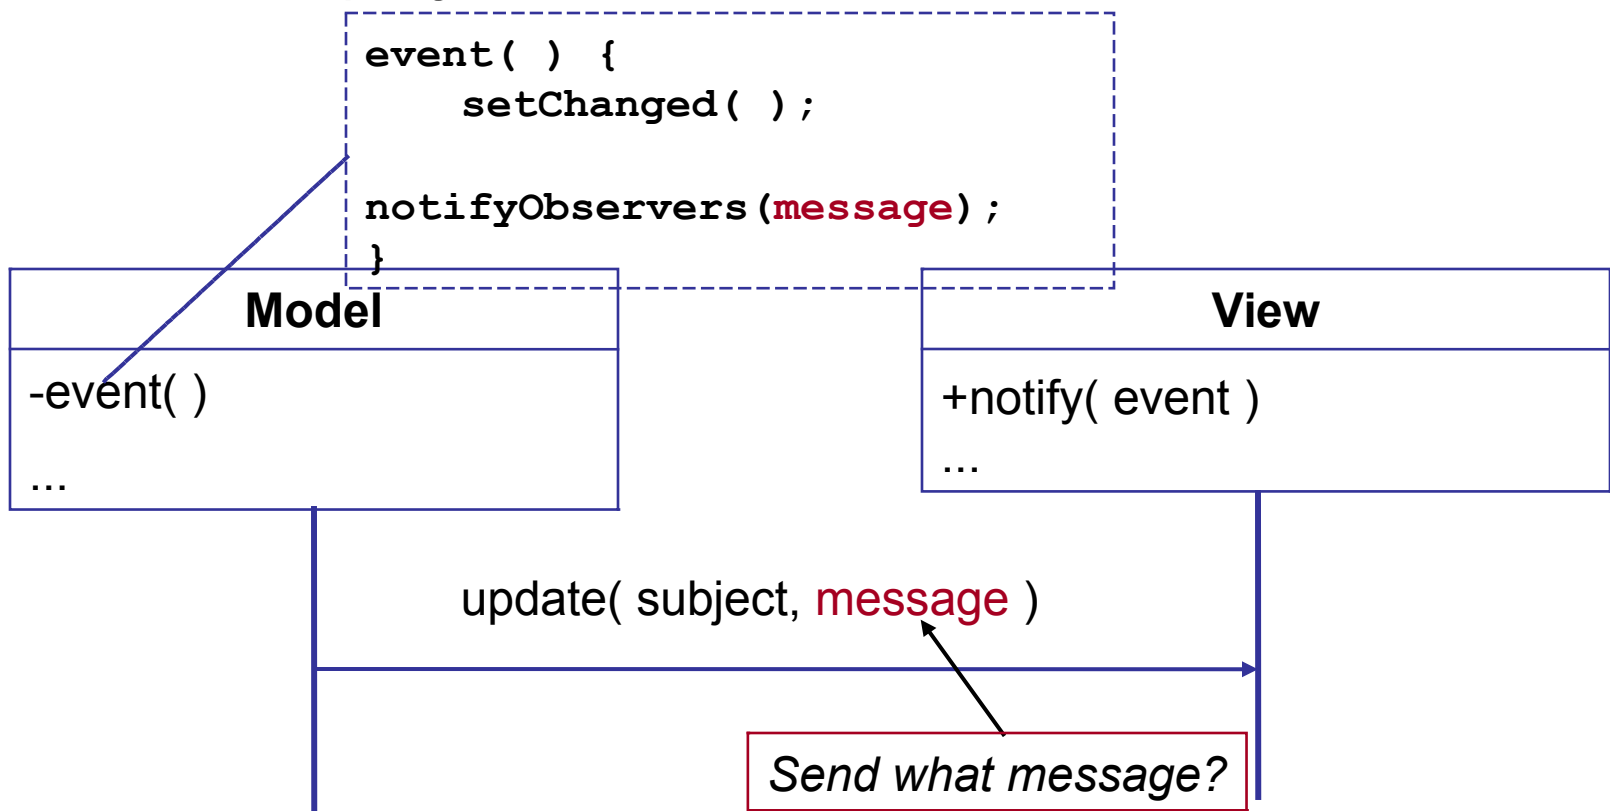 event( ) {
setChanged( );
notifyObservers(message);
}
Model
-event( )
...
View
+notify( event )
...
update( subject, message )
Send what message?